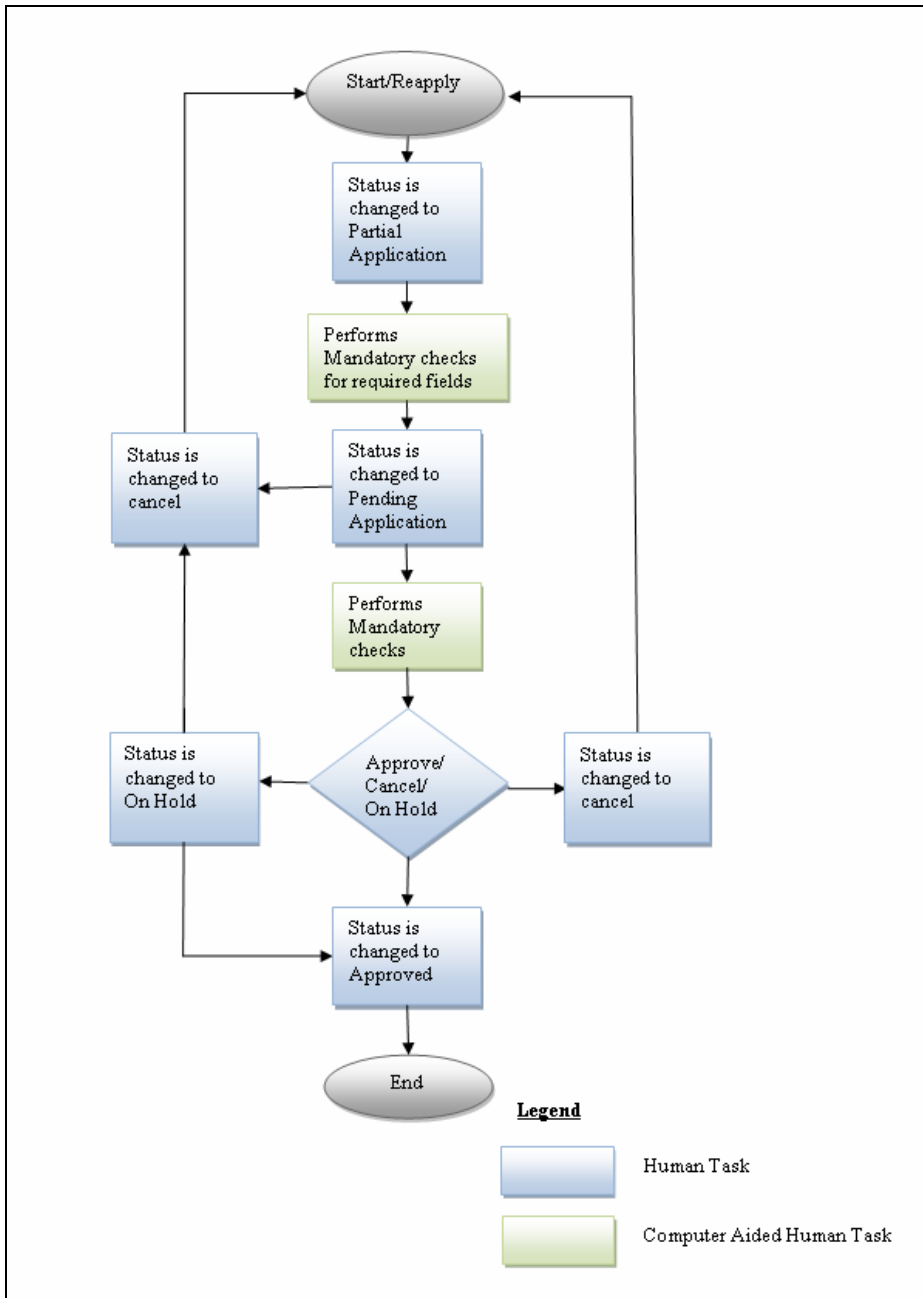 Start/Reapply
Status is
changed to
Partial
Application
Performs
Mandatory checks
for required fields
Status is
changed to
cancel
Status is
changed to
Pending
Application
Performs
Mandatory
checks
Status is
changed to
On Hold
Approve/
Cancel/
On Hold
Status is
changed to
cancel
Status is
changed to
Approved
End
Legend
Human Task
Computer Aided Human Task